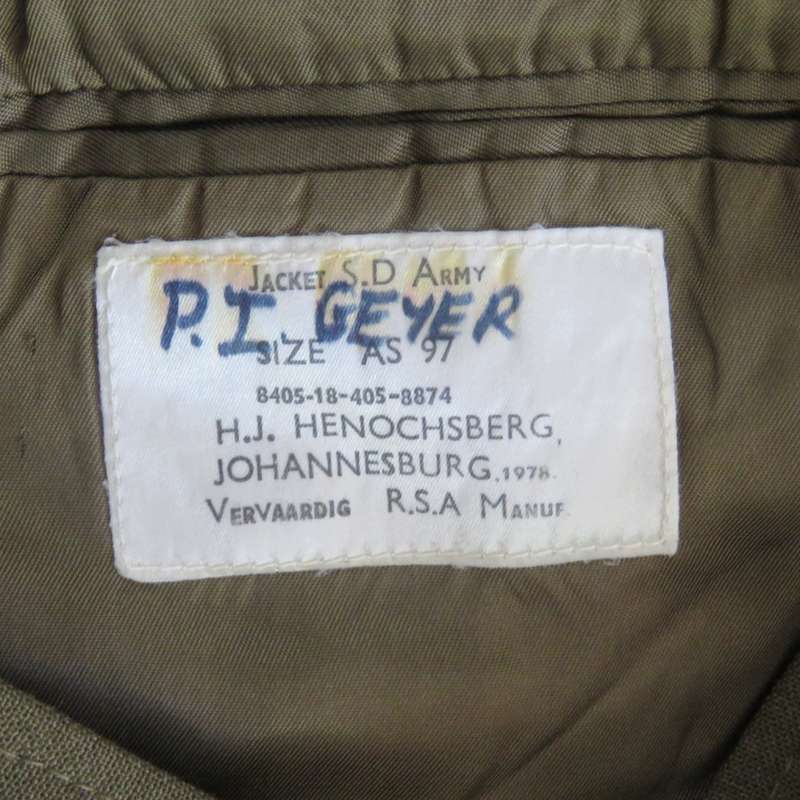 JACKET S.D ARMY
P.I. GEYER
SIZE AS 97
8405-18-405-8874
H.J. HENOCHSBERG,
JOHANNESBURG. 1978.
VERVAARDIG R.S.A MANUF.